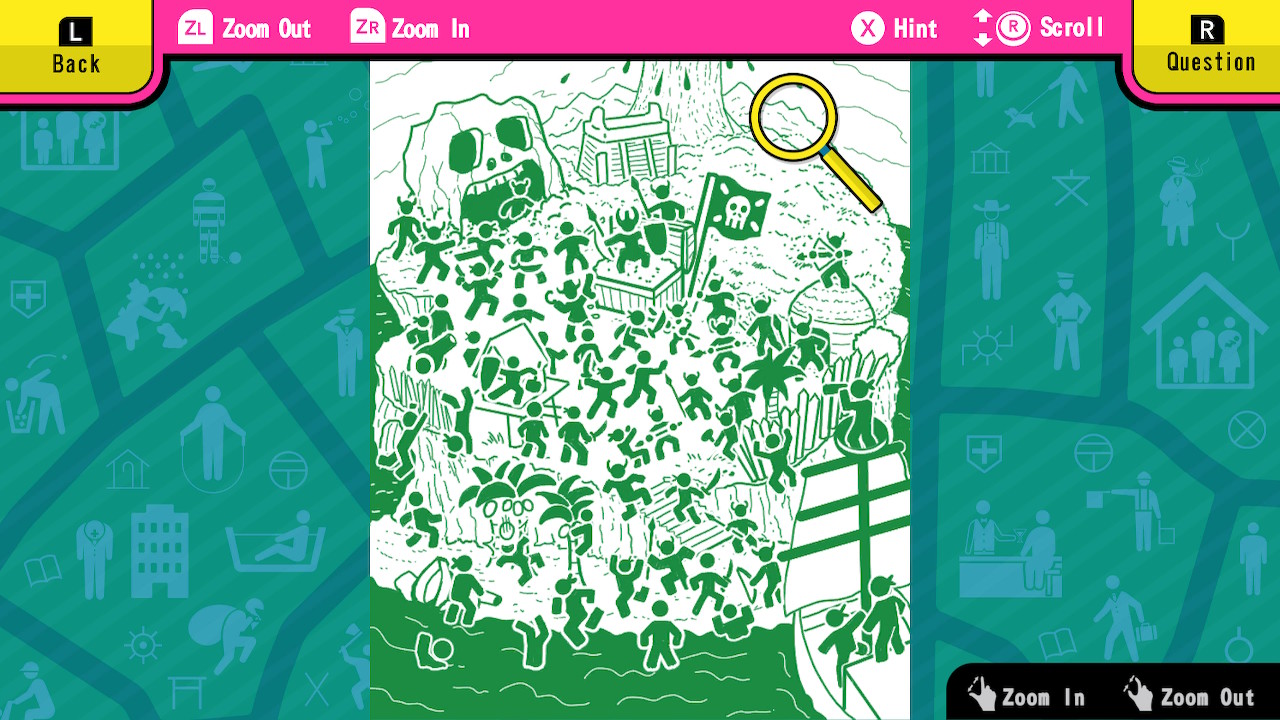 L
Back
ZL Zoom Out
ZR Zoom In
X Hint
R Scroll
R
Question
Zoom In
Zoom Out